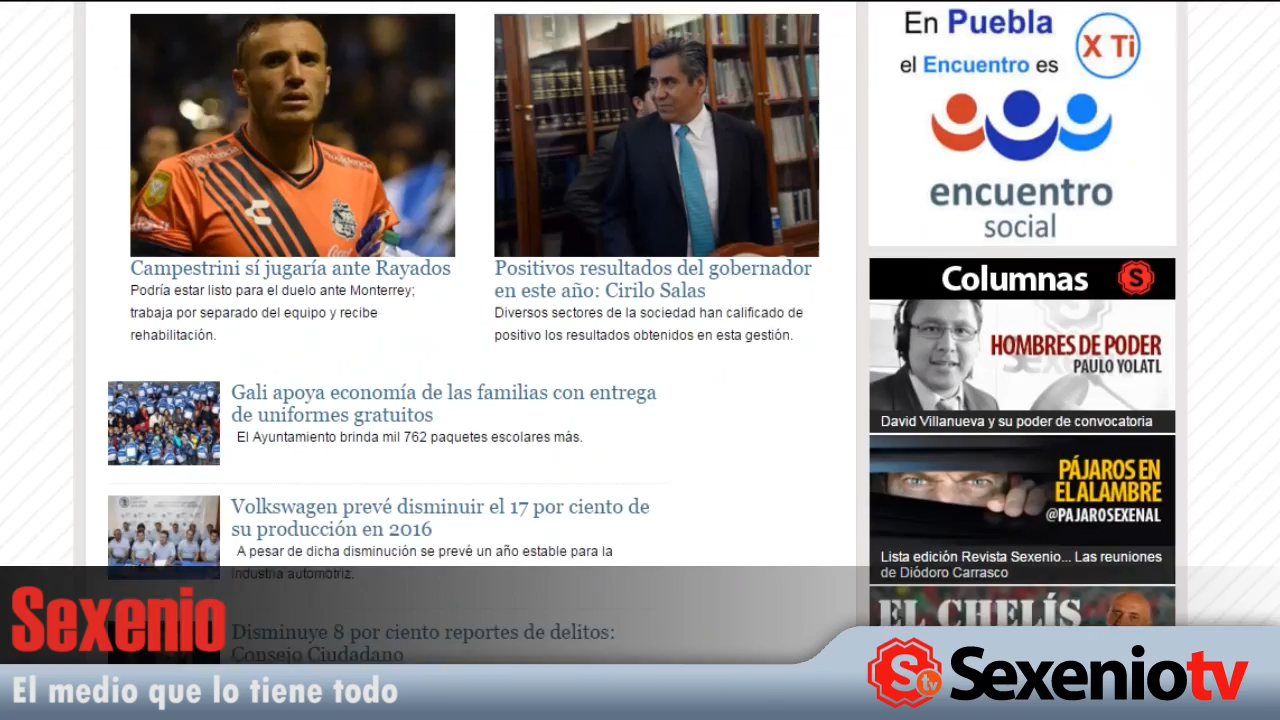 Campestrini sí jugaría ante Rayados
Podría estar listo para el duelo ante Monterrey;
trabaja por separado del equipo y recibe
rehabilitación.
Positivos resultados del gobernador
en este año: Cirilo Salas
Diversos sectores de la sociedad han calificado de
positivo los resultados obtenidos en esta gestión.
Gali apoya economía de las familias con entrega
de uniformes gratuitos
El Ayuntamiento brinda mil 762 paquetes escolares más.
Volkswagen prevé disminuir el 17 por ciento de
su producción en 2016
A pesar de dicha disminución se prevé un año estable para la
industria automotriz.
Disminuye 8 por ciento reportes de delitos:
Consejo Ciudadano
En Puebla
el Encuentro es
X Ti
encuentro
social
Columnas
S
HOMBRES DE PODER
PAULO YOLATL
David Villanueva y su poder de convocatoria
PÁJAROS EN
EL ALAMBRE
@PAJAROSEXENAL
Lista edición Revista Sexenio... Las reuniones
de Diódoro Carrasco
EL CHELÍS
Sexenio
El medio que lo tiene todo
S tv
Sexeniotv